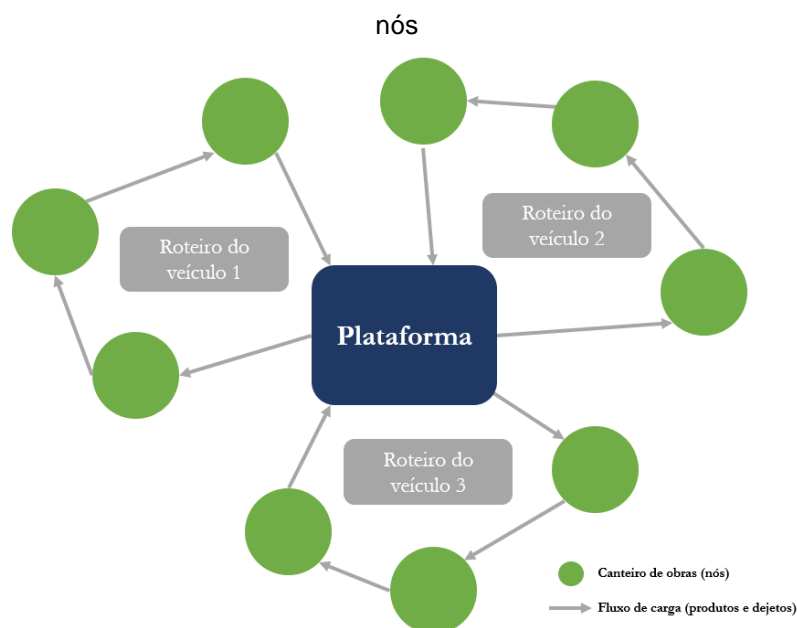 nós
Roteiro do
veículo 1
Roteiro do
veículo 2
Plataforma
Roteiro do
veículo 3
Canteiro de obras (nós)
Fluxo de carga (produtos e dejetos)